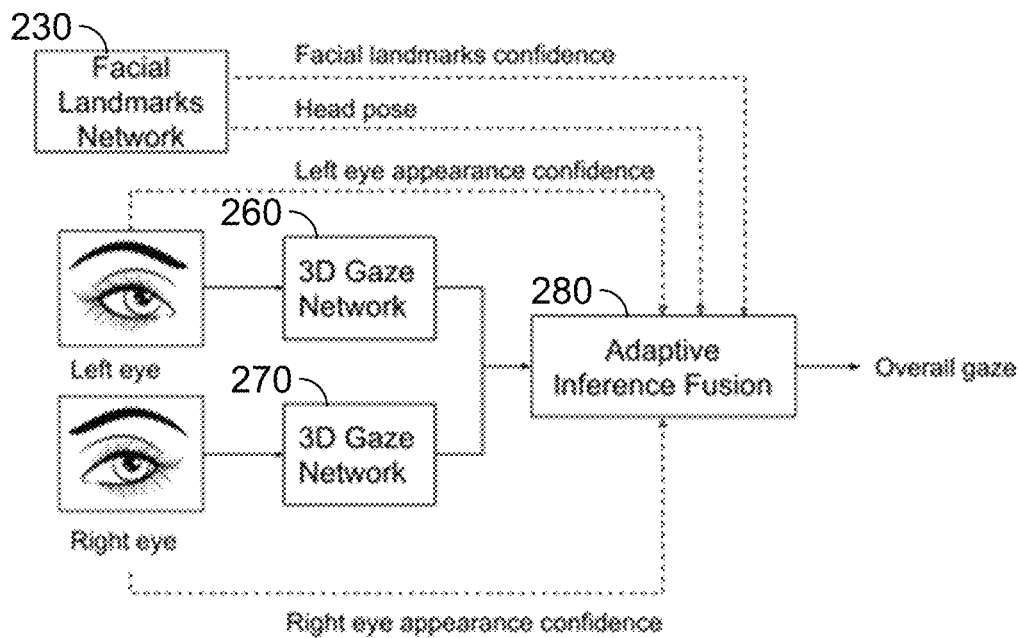 230
Facial
Landmarks
Network
Facial landmarks confidence
Head pose
Left eye appearance confidence
260
3D Gaze
Network
Left eye
270
3D Gaze
Network
Right eye
280
Adaptive
Inference Fusion
Overall gaze
Right eye appearance confidence